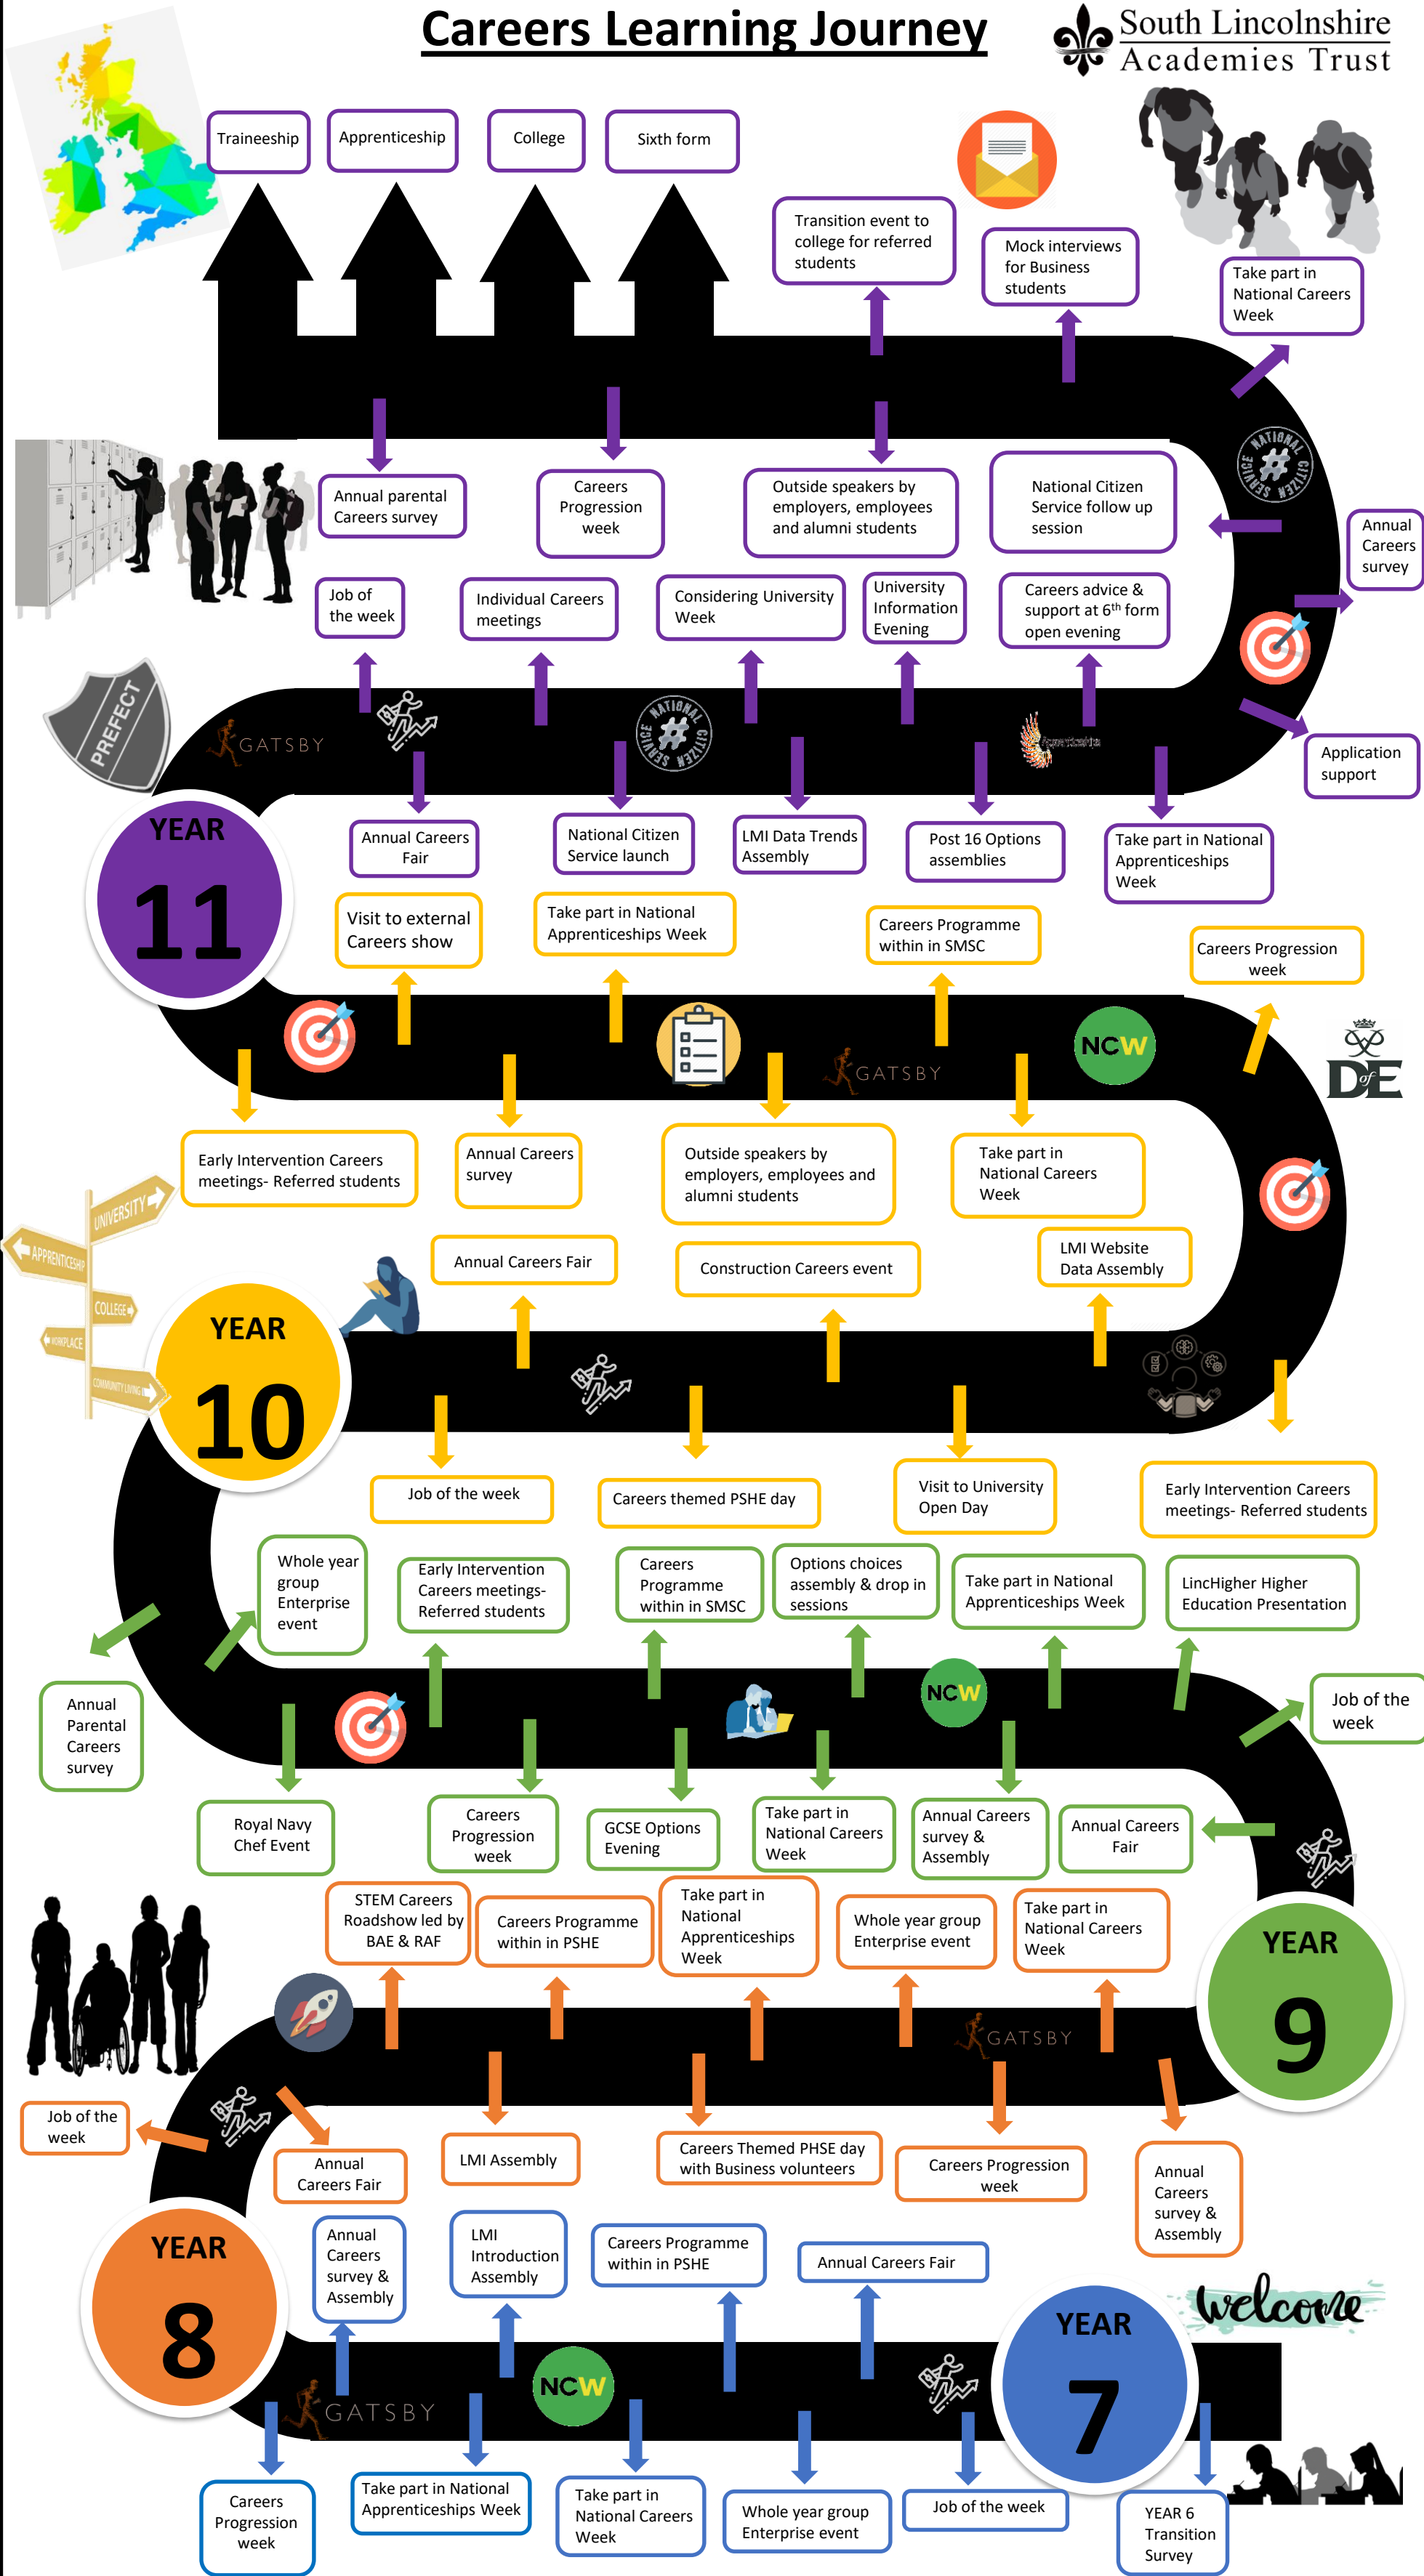 Careers Learning Journey
South Lincolnshire
Academies Trust
Traineeship
Apprenticeship
College
Sixth form
Transition event to
college for referred
students
Mock interviews
for Business
students
Take part in
National Careers
Week
NATIONAL
CITIZEN
SERVICE
#
Annual parental
Careers survey
Careers
Progression
week
Outside speakers by
employers, employees
and alumni students
National Citizen
Service follow up
session
Annual
Careers
survey
Job of
the week
Individual Careers
meetings
Considering University
Week
University
Information
Evening
Careers advice &
support at 6th form
open evening
PREFECT
GATSBY
NATIONAL
CITIZEN
SERVICE
#
Apprenticeships
Application
support
YEAR
11
Annual Careers
Fair
National Citizen
Service launch
LMI Data Trends
Assembly
Post 16 Options
assemblies
Take part in National
Apprenticeships
Week
Visit to external
Careers show
Take part in National
Apprenticeships Week
Careers Programme
within in SMSC
Careers Progression
week
GATSBY
NCW
DofE
Early Intervention Careers
meetings- Referred students
Annual Careers
survey
Outside speakers by
employers, employees and
alumni students
Take part in
National Careers
Week
UNIVERSITY
APPRENTICESHIP
COLLEGE
WORKPLACE
COMMUNITY LIVING
Annual Careers Fair
Construction Careers event
LMI Website
Data Assembly
YEAR
10
Job of the week
Careers themed PSHE day
Visit to University
Open Day
Early Intervention Careers
meetings- Referred students
Whole year
group
Enterprise
event
Early Intervention
Careers meetings-
Referred students
Careers
Programme
within in SMSC
Options choices
assembly & drop in
sessions
Take part in National
Apprenticeships Week
LincHigher Higher
Education Presentation
Annual
Parental
Careers
survey
NCW
Job of the
week
Royal Navy
Chef Event
Careers
Progression
week
GCSE Options
Evening
Take part in
National Careers
Week
Annual Careers
survey &
Assembly
Annual Careers
Fair
STEM Careers
Roadshow led by
BAE & RAF
Careers Programme
within in PSHE
Take part in
National
Apprenticeships
Week
Whole year group
Enterprise event
Take part in
National Careers
Week
YEAR
9
GATSBY
Job of the
week
Annual
Careers Fair
LMI Assembly
Careers Themed PHSE day
with Business volunteers
Careers Progression
week
Annual
Careers
survey &
Assembly
YEAR
8
Annual
Careers
survey &
Assembly
LMI
Introduction
Assembly
Careers Programme
within in PSHE
Annual Careers Fair
welcome
YEAR
7
GATSBY
NCW
Careers
Progression
week
Take part in National
Apprenticeships Week
Take part in
National Careers
Week
Whole year group
Enterprise event
Job of the week
YEAR 6
Transition
Survey